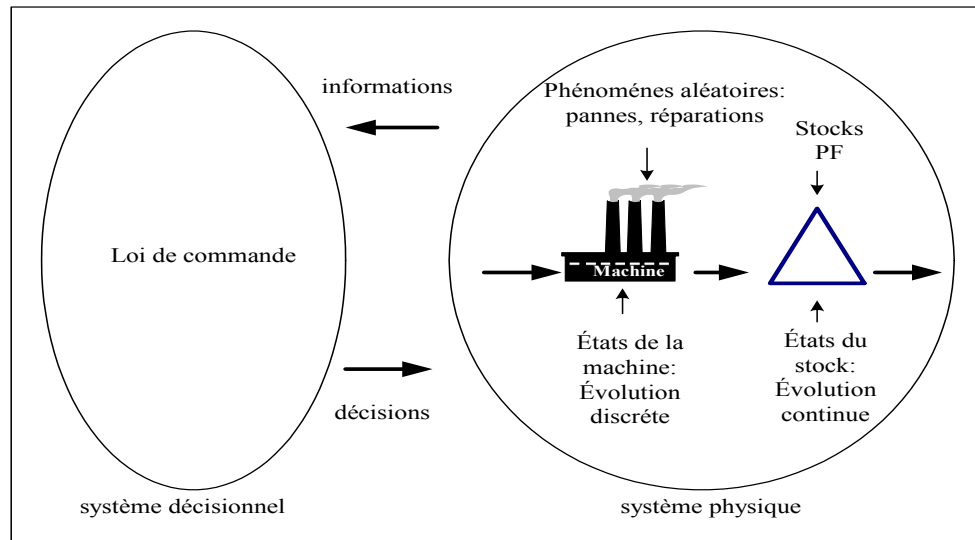 informations
Loi de commande
décisions
système décisionnel
Phénoménes aléatoires:
pannes, réparations
Stocks
PF
Machine
États de la
machine:
Évolution
discréte
États du
stock:
Évolution
continue
système physique